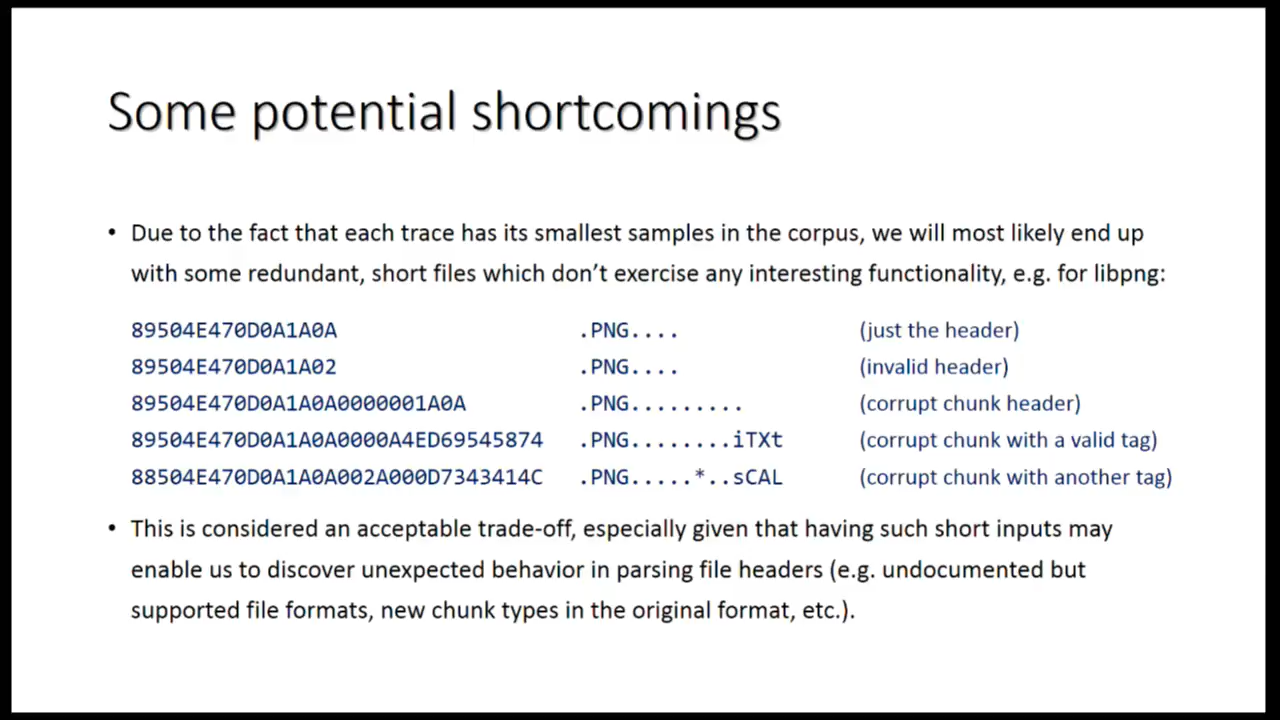 Some potential shortcomings
• Due to the fact that each trace has its smallest samples in the corpus, we will most likely end up
with some redundant, short files which don’t exercise any interesting functionality, e.g. for libpng:
89504E470D0A1A0A .PNG.... (just the header)
89504E470D0A1A02 .PNG.... (invalid header)
89504E470D0A1A0A0000001A0A .PNG......... (corrupt chunk header)
89504E470D0A1A0A0000A4ED69545874 .PNG........iTXt (corrupt chunk with a valid tag)
88504E470D0A1A0A002A000D7343414C .PNG.....*..sCAL (corrupt chunk with another tag)
• This is considered an acceptable trade-off, especially given that having such short inputs may
enable us to discover unexpected behavior in parsing file headers (e.g. undocumented but
supported file formats, new chunk types in the original format, etc.).